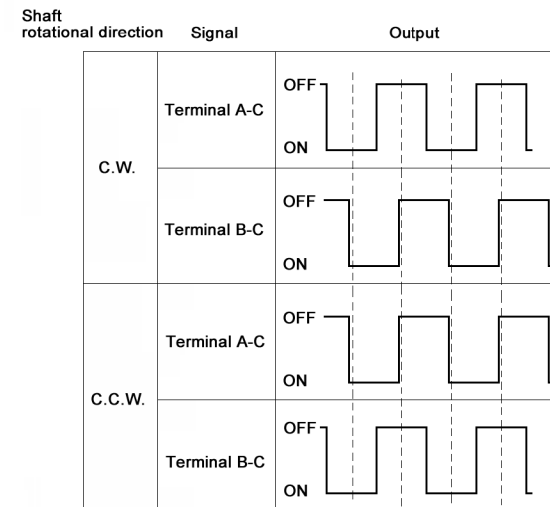 Shaft
rotational direction Signal Output
OFF
Terminal A-C
ON
C.W.
OFF
Terminal B-C
ON
OFF
Terminal A-C
ON
C.C.W.
OFF
Terminal B-C
ON